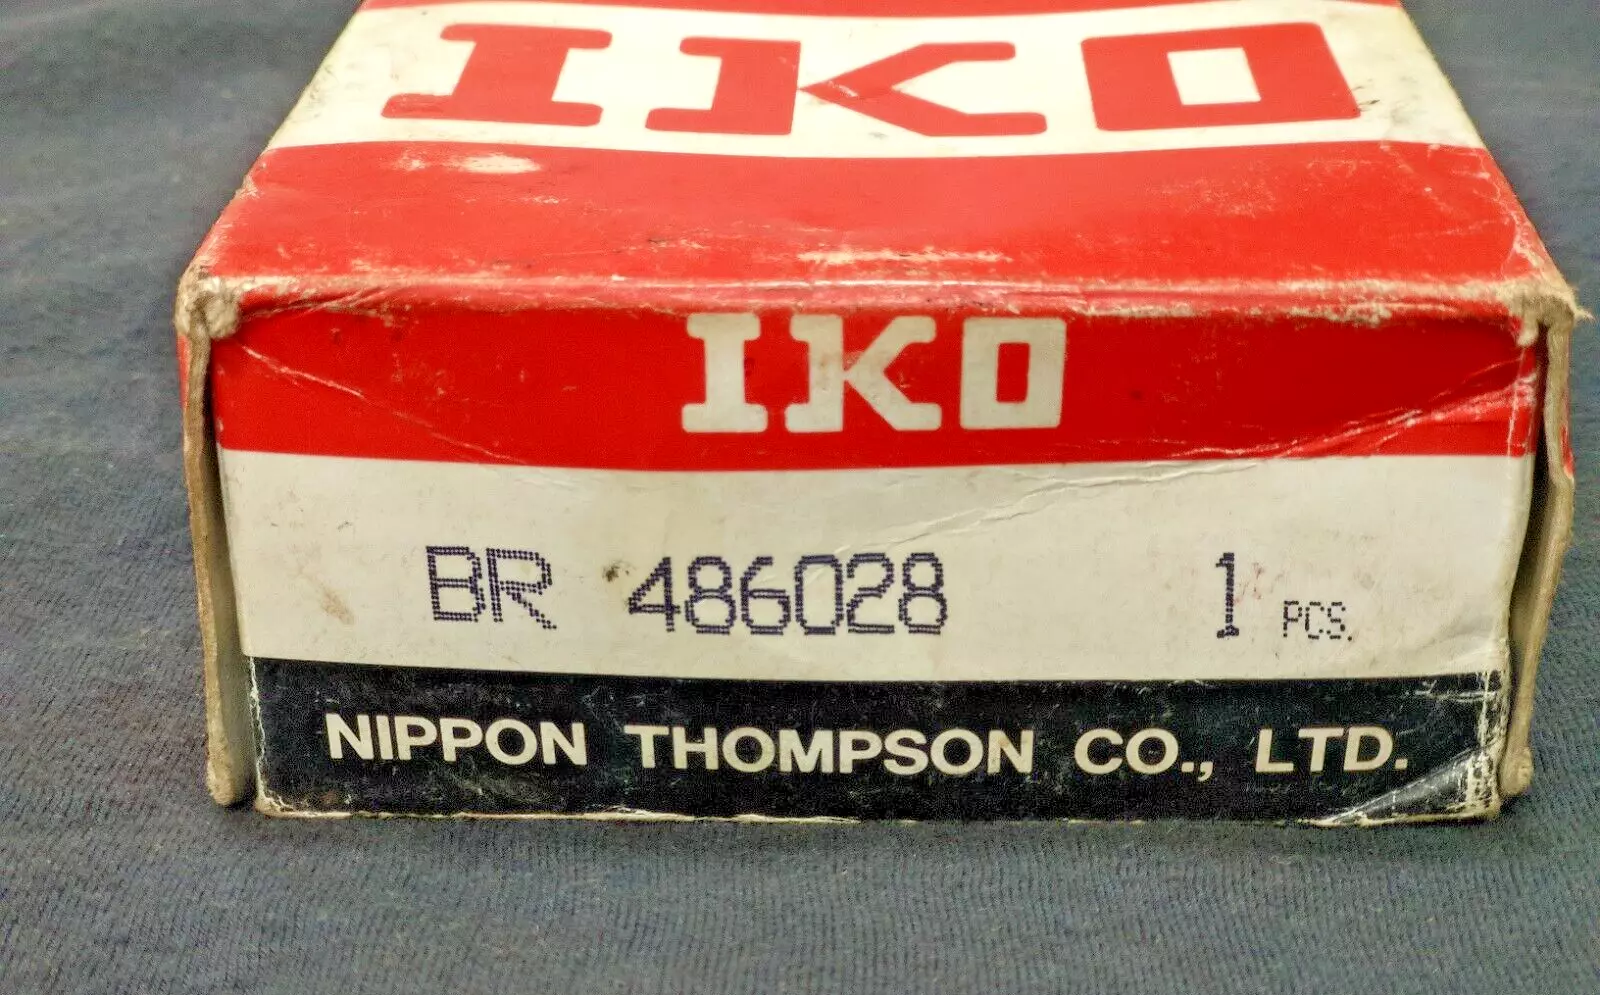 IKO
IKO
BR 486028 1 PCS.
NIPPON THOMPSON CO., LTD.